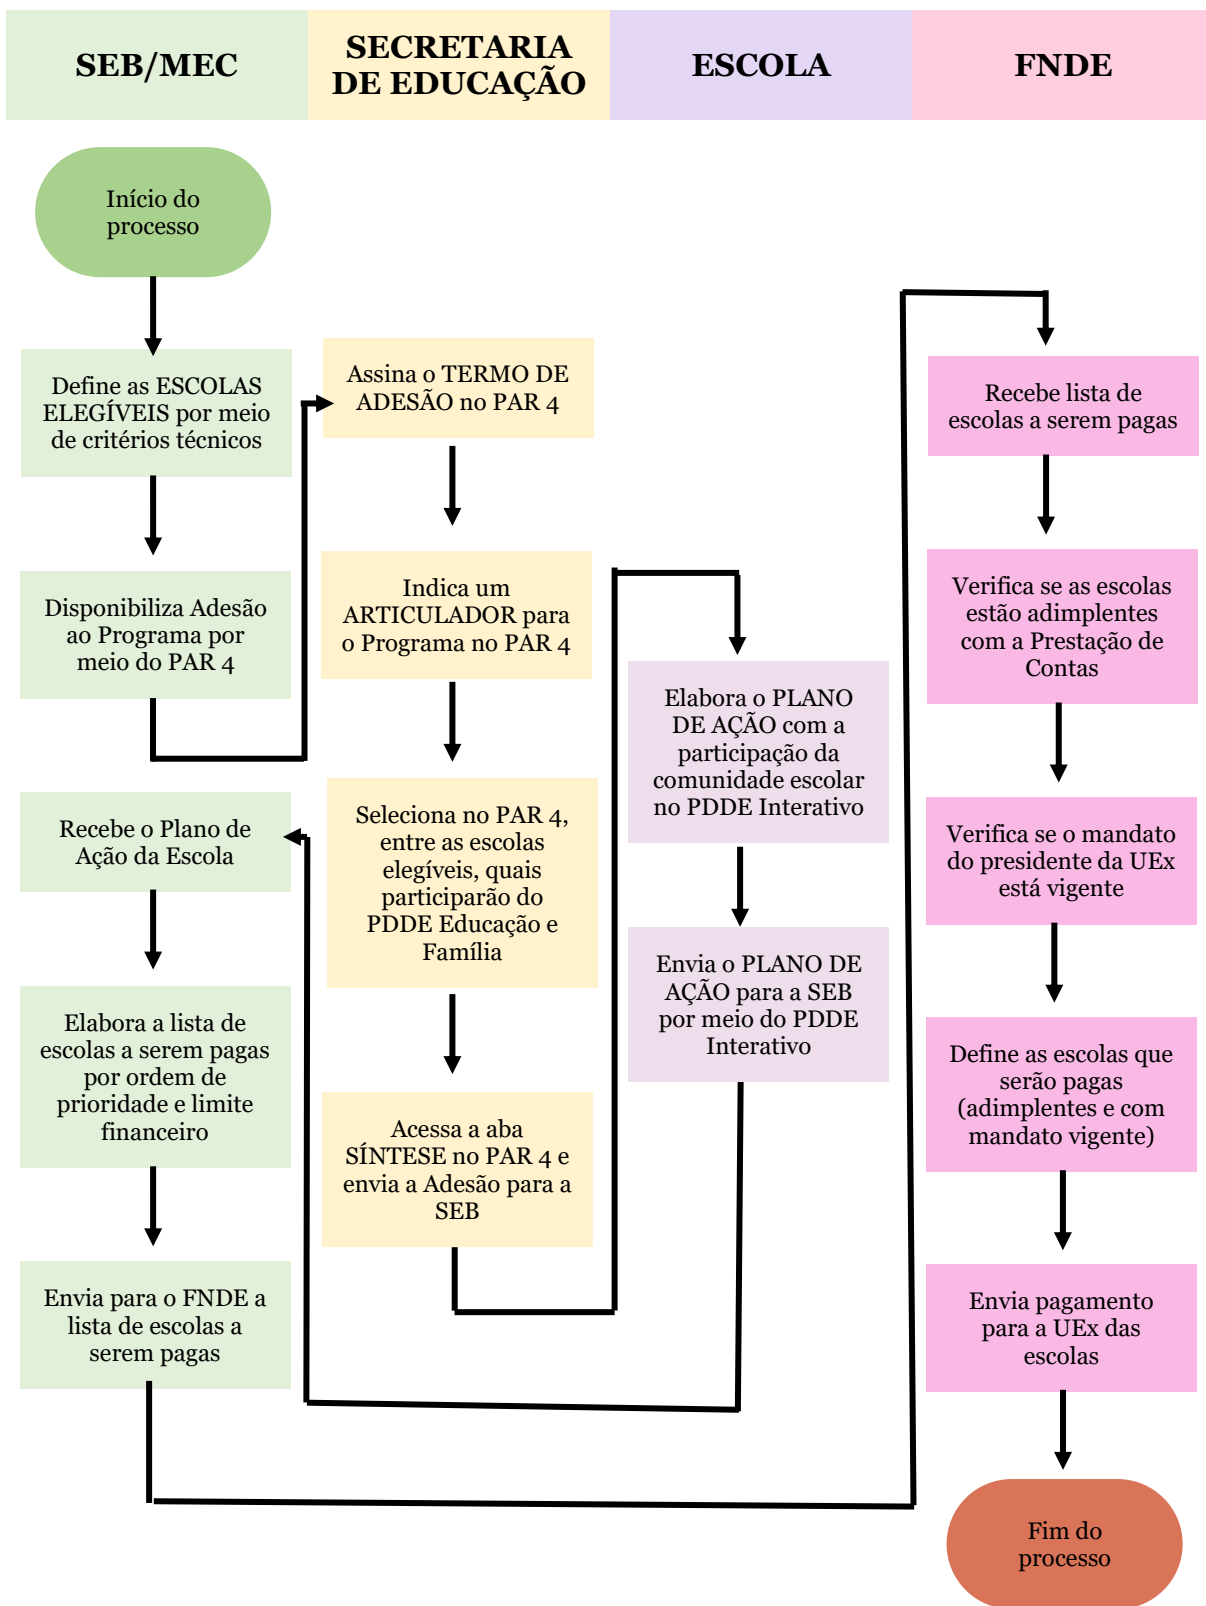 SEB/MEC
SECRETARIA
DE EDUCAÇÃO
ESCOLA
FNDE
Início do
processo
Define as ESCOLAS
ELEGÍVEIS por meio
de critérios técnicos
Disponibiliza Adesão
ao Programa por
meio do PAR 4
Assina o TERMO DE
ADESÃO no PAR 4
Indica um
ARTICULADOR para
o Programa no PAR 4
Seleciona no PAR 4,
entre as escolas
elegíveis, quais
participarão do
PDDE Educação e
Família
Acessa a aba
SÍNTESE no PAR 4 e
envia a Adesão para a
SEB
Elabora o PLANO
DE AÇÃO com a
participação da
comunidade escolar
no PDDE Interativo
Envia o PLANO DE
AÇÃO para a SEB
por meio do PDDE
Interativo
Recebe o Plano de
Ação da Escola
Elabora a lista de
escolas a serem pagas
por ordem de
prioridade e limite
financeiro
Envia para o FNDE a
lista de escolas a
serem pagas
Recebe lista de
escolas a serem pagas
Verifica se as escolas
estão adimplentes
com a Prestação de
Contas
Verifica se o mandato
do presidente da UEx
está vigente
Define as escolas que
serão pagas
(adimplentes e com
mandato vigente)
Envia pagamento
para a UEx das
escolas
Fim do
processo